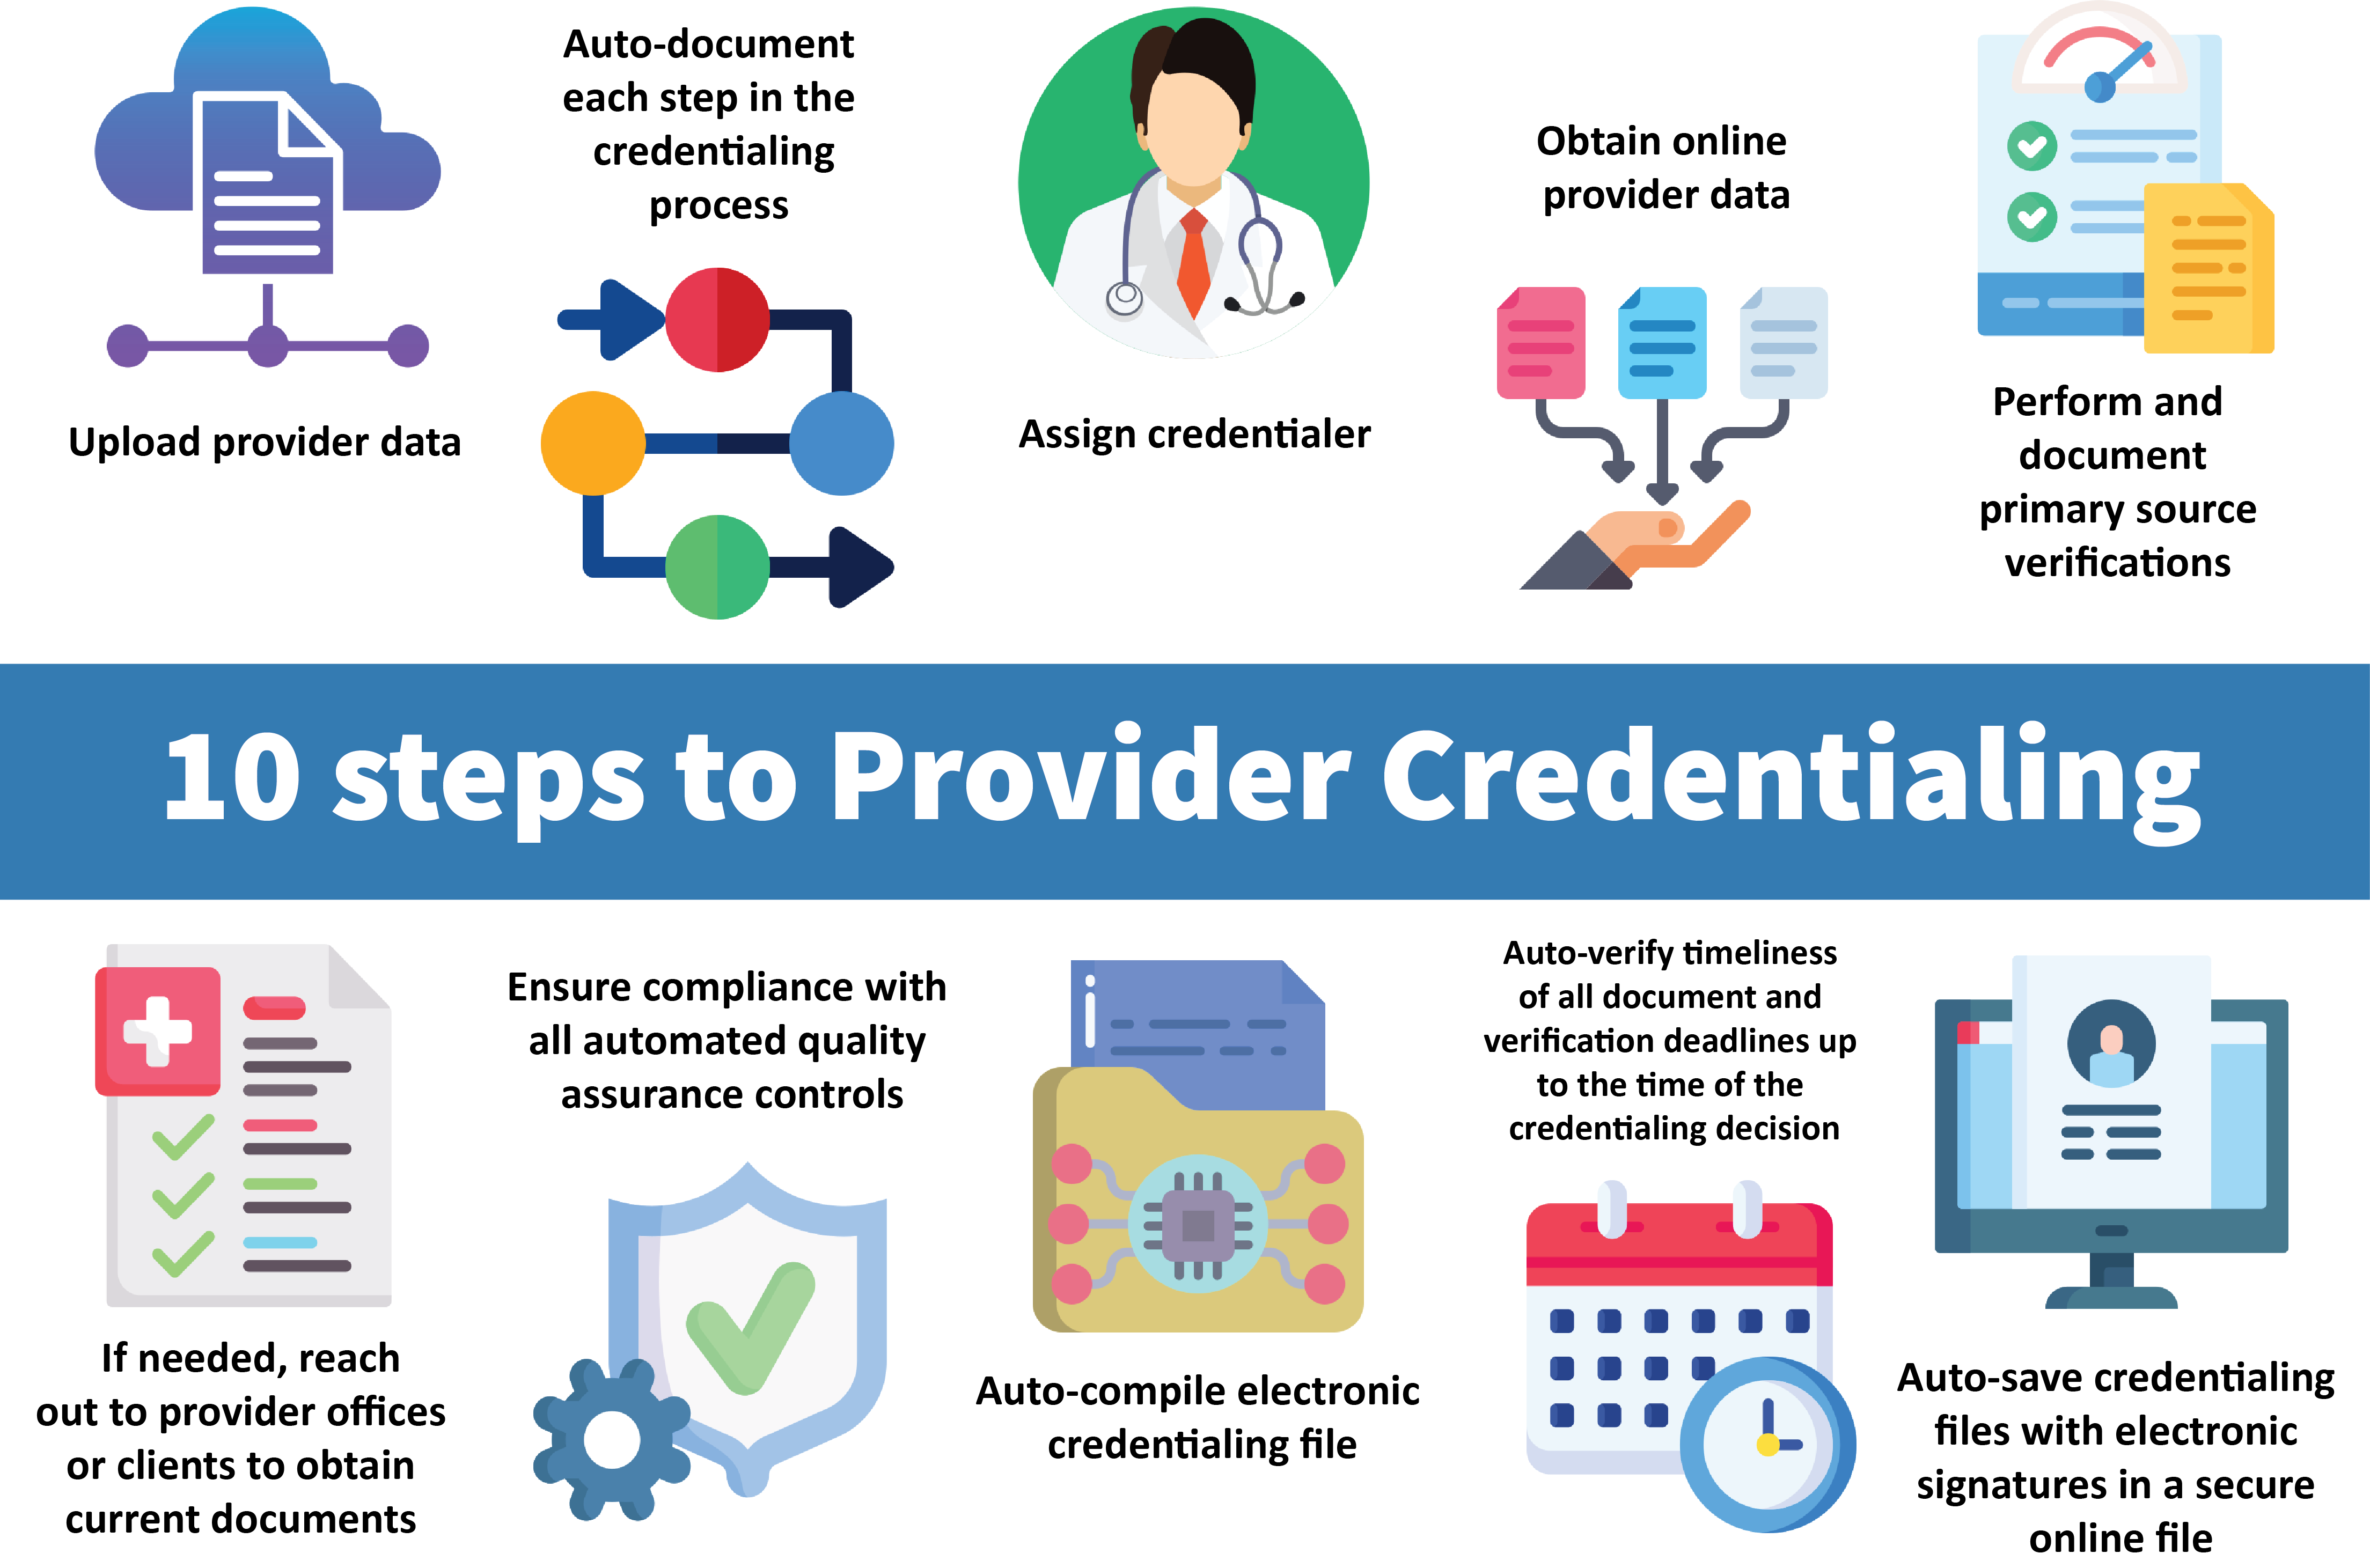 Upload provider data
Auto-document
each step in the
credentialing
process
Assign credentialer
Obtain online
provider data
Perform and
document
primary source
verifications
10 steps to Provider Credentialing
If needed, reach
out to provider offices
or clients to obtain
current documents
Ensure compliance with
all automated quality
assurance controls
Auto-compile electronic
credentialing file
Auto-verify timeliness
of all document and
verification deadlines up
to the time of the
credentialing decision
Auto-save credentialing
files with electronic
signatures in a secure
online file